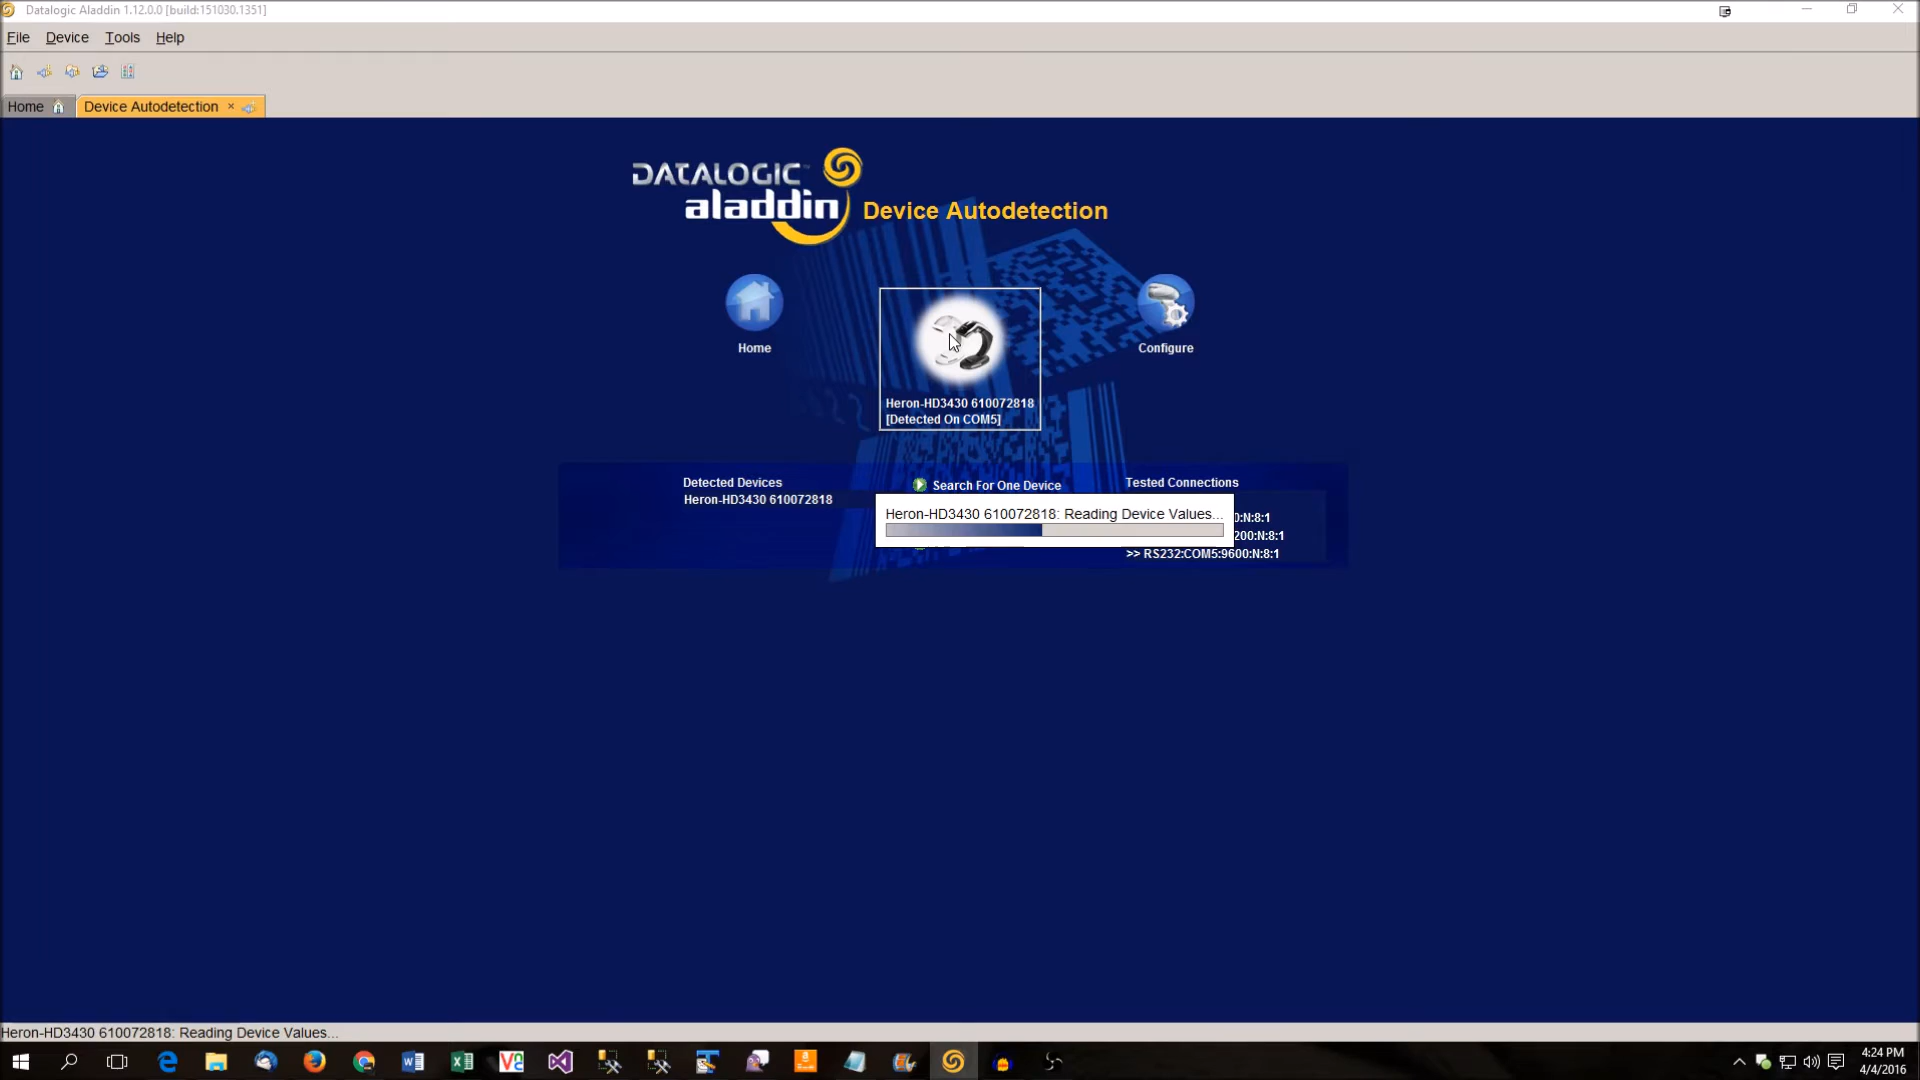 Datalogic Aladdin 1.12.0.0 [build:151030.1351]
File Device Tools Help
Home
Device Autodetection ×
DATALOGIC™
aladdin
Device Autodetection
Home
Configure
Heron-HD3430 610072818
[Detected On COM5]
Detected Devices
Heron-HD3430 610072818
Search For One Device
Tested Connections
Heron-HD3430 610072818: Reading Device Values...
0:N:8:1
200:N:8:1
>> RS232:COM5:9600:N:8:1
Heron-HD3430 610072818: Reading Device Values...
4:24 PM
4/4/2016